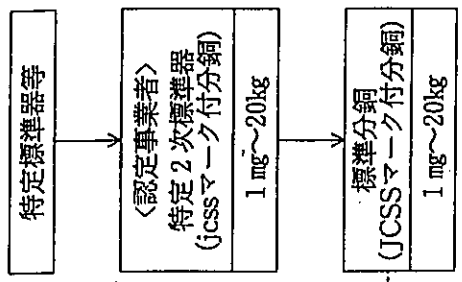 特定標準器等
<認定事業者>
特定2次標準器
(jcssマーク付分銅)
1mg~20kg
標準分銅
(JCSSマーク付分銅)
1mg~20kg